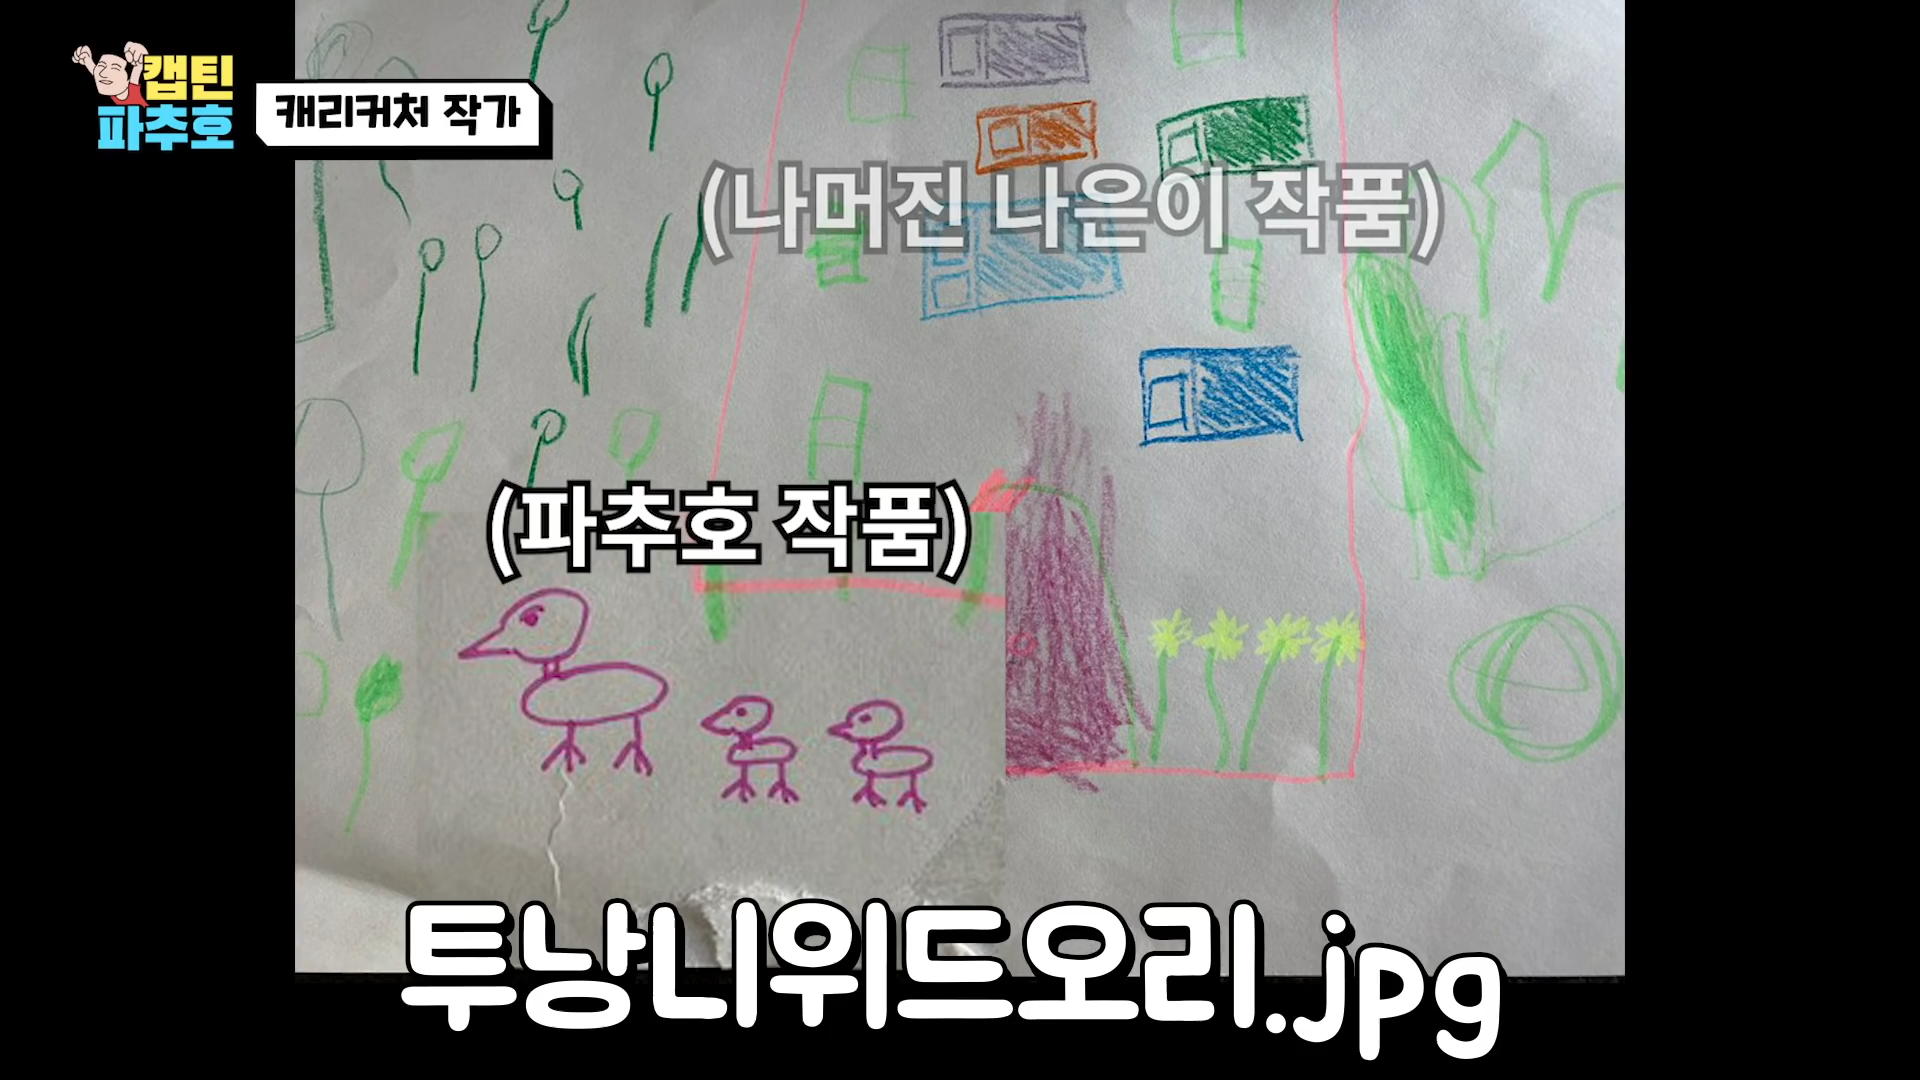 캡틴
파추호
캐리커처 작가
(나머진 나은이 작품)
(파추호 작품)
투낭니위드오리.jpg